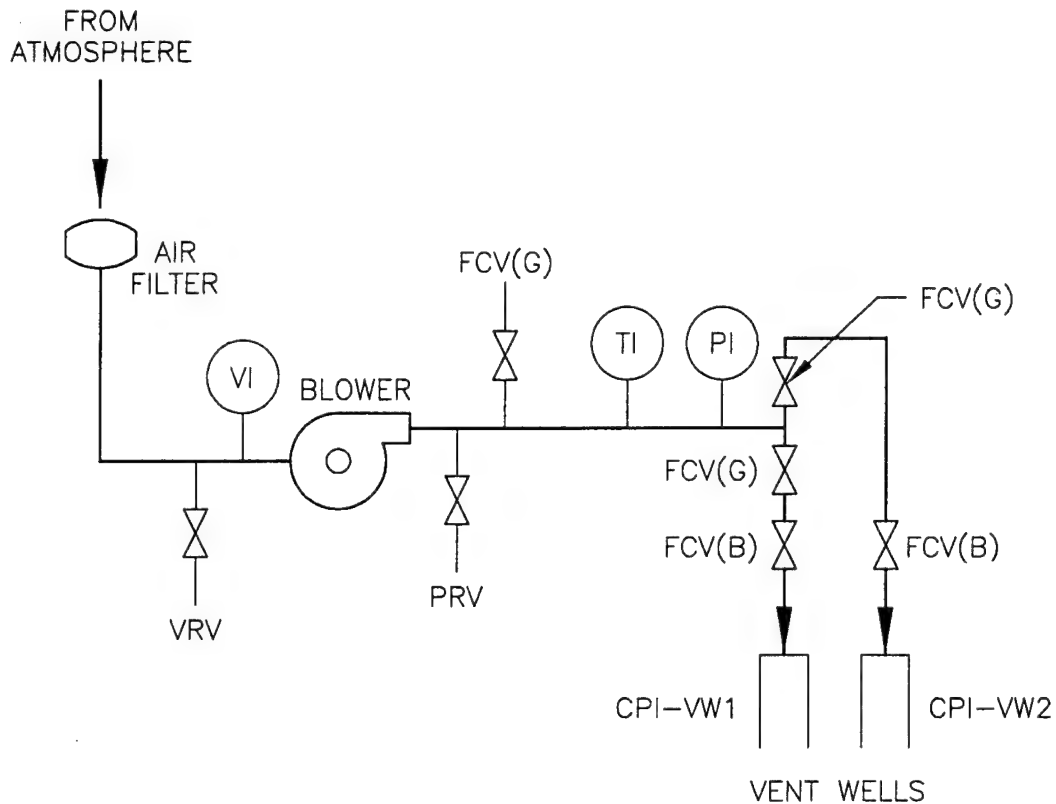 FROM
ATMOSPHERE
AIR
FILTER
FCV(G)
FCV(G)
VI
BLOWER
TI
PI
FCV(G)
FCV(B)
FCV(B)
PRV
VRV
CPI-VW1
CPI-VW2
VENT WELLS